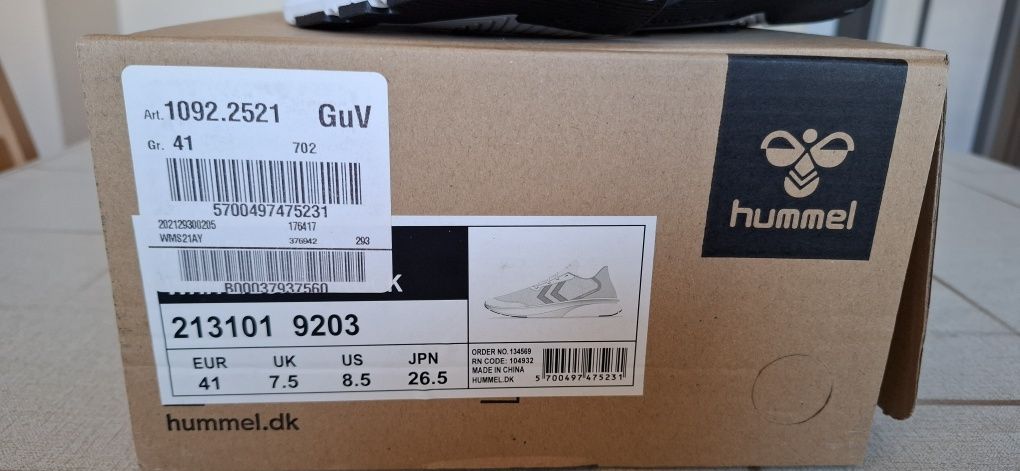 Art. 1092.2521 GuV
Gr. 41 702
5700497475231
202129300205 176417
WMS21AY 376942 293
B00037937560
K
213101 9203
EUR UK US JPN
41 7.5 8.5 26.5
ORDER NO. 134569
RN CODE: 104932
MADE IN CHINA
HUMMEL.DK
5 700497 475231
hummel
hummel.dk